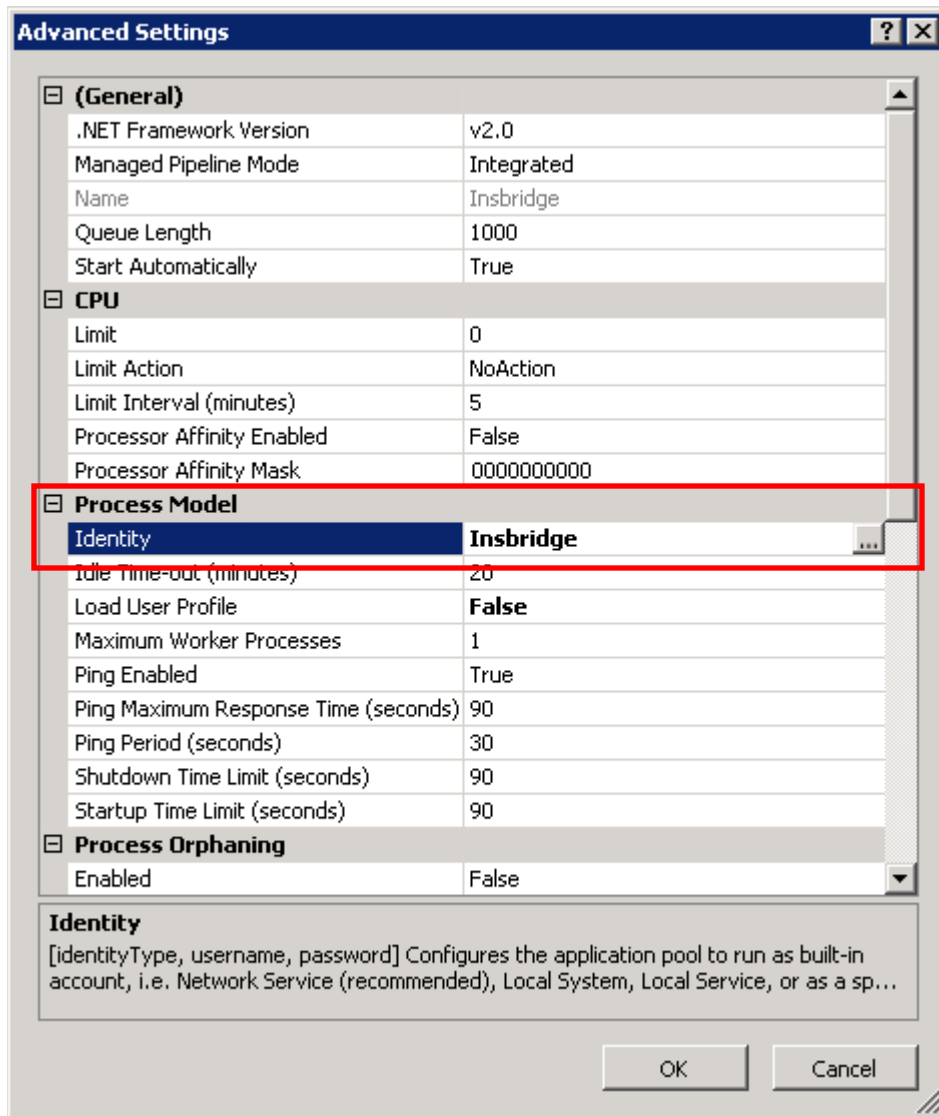 Advanced Settings
(General)
.NET Framework Version v2.0
Managed Pipeline Mode Integrated
Name Insbridge
Queue Length 1000
Start Automatically True
CPU
Limit 0
Limit Action NoAction
Limit Interval (minutes) 5
Processor Affinity Enabled False
Processor Affinity Mask 0000000000
Process Model
Identity Insbridge ...
Idle Time-out (minutes) 20
Load User Profile False
Maximum Worker Processes 1
Ping Enabled True
Ping Maximum Response Time (seconds) 90
Ping Period (seconds) 30
Shutdown Time Limit (seconds) 90
Startup Time Limit (seconds) 90
Process Orphaning
Enabled False
Identity
[identityType, username, password] Configures the application pool to run as built-in
account, i.e. Network Service (recommended), Local System, Local Service, or as a sp...
OK Cancel